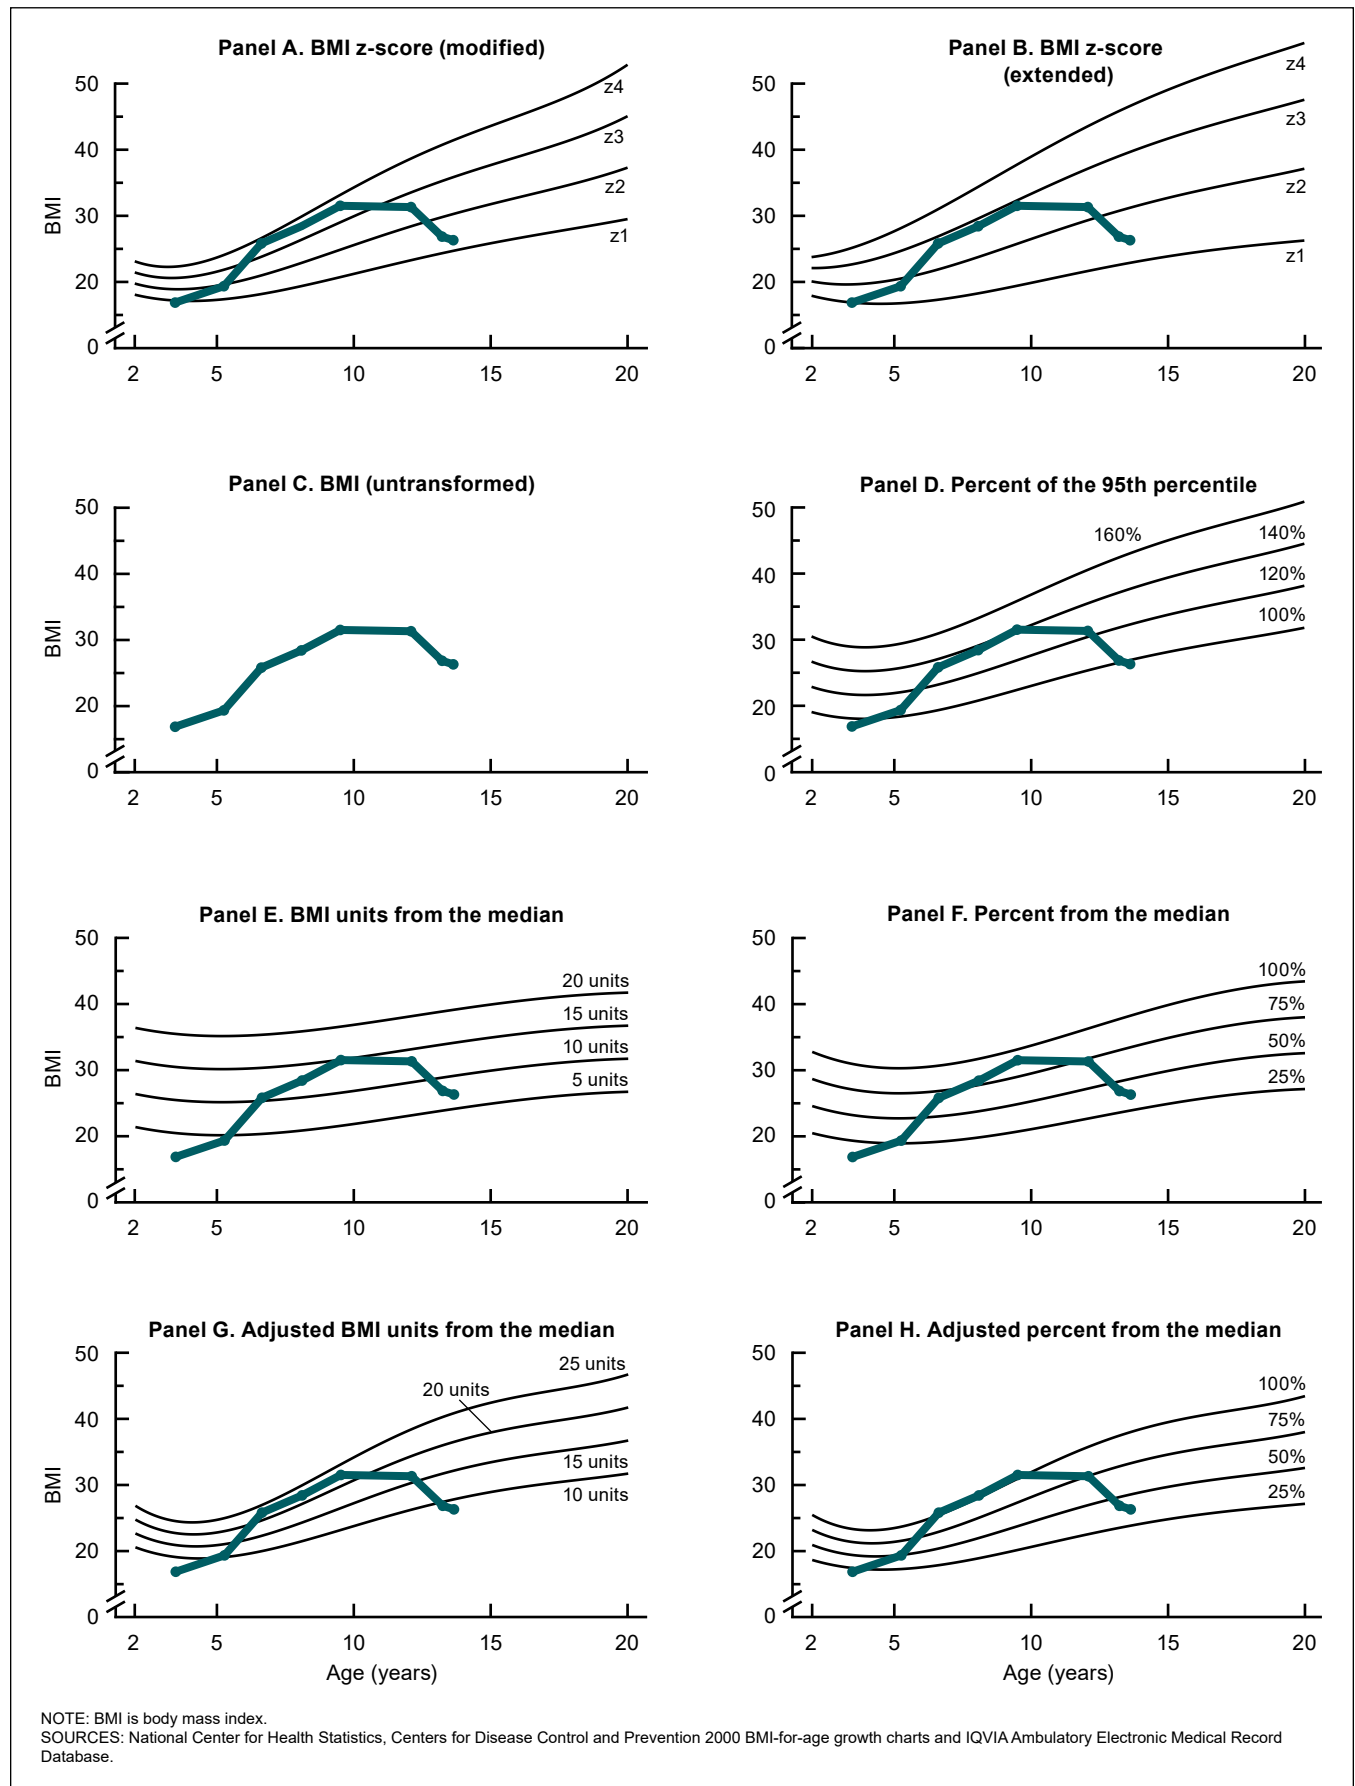 Panel A. BMI z-score (modified)
50
40
30
20
0
BMI
z4
z3
z2
z1
2 5 10 15 20
Panel B. BMI z-score
(extended)
50
40
30
20
0
z4
z3
z2
z1
2 5 10 15 20
Panel C. BMI (untransformed)
50
40
30
20
0
BMI
2 5 10 15 20
Panel D. Percent of the 95th percentile
50
40
30
20
0
160%
140%
120%
100%
2 5 10 15 20
Panel E. BMI units from the median
50
40
30
20
0
BMI
20 units
15 units
10 units
5 units
2 5 10 15 20
Panel F. Percent from the median
50
40
30
20
0
100%
75%
50%
25%
2 5 10 15 20
Panel G. Adjusted BMI units from the median
50
40
30
20
0
BMI
25 units
20 units
15 units
10 units
2 5 10 15 20
Age (years)
Panel H. Adjusted percent from the median
50
40
30
20
0
100%
75%
50%
25%
2 5 10 15 20
Age (years)
NOTE: BMI is body mass index.
SOURCES: National Center for Health Statistics, Centers for Disease Control and Prevention 2000 BMI-for-age growth charts and IQVIA Ambulatory Electronic Medical Record
Database.